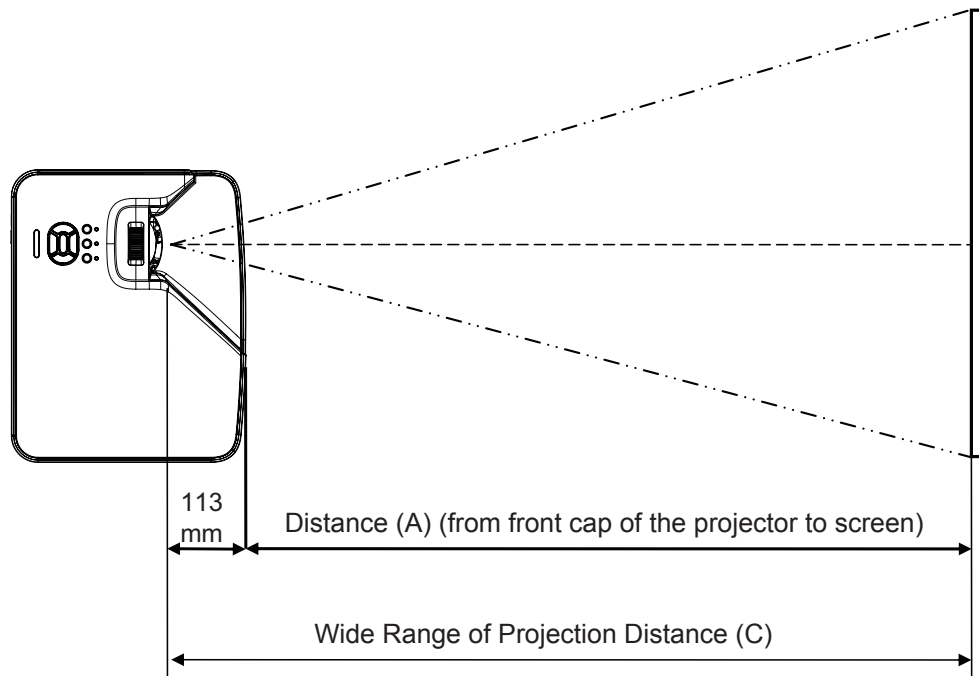 113
mm
Distance (A) (from front cap of the projector to screen)
Wide Range of Projection Distance (C)